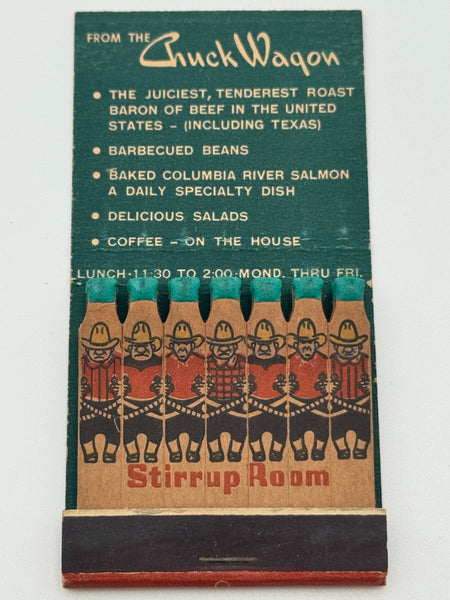 FROM THE Chuck Wagon
• THE JUICIEST, TENDEREST ROAST
BARON OF BEEF IN THE UNITED
STATES – (INCLUDING TEXAS)
• BARBECUED BEANS
• BAKED COLUMBIA RIVER SALMON
A DAILY SPECIALTY DISH
• DELICIOUS SALADS
• COFFEE – ON THE HOUSE
LUNCH-11:30 TO 2:00-MOND. THRU FRI.
Stirrup Room